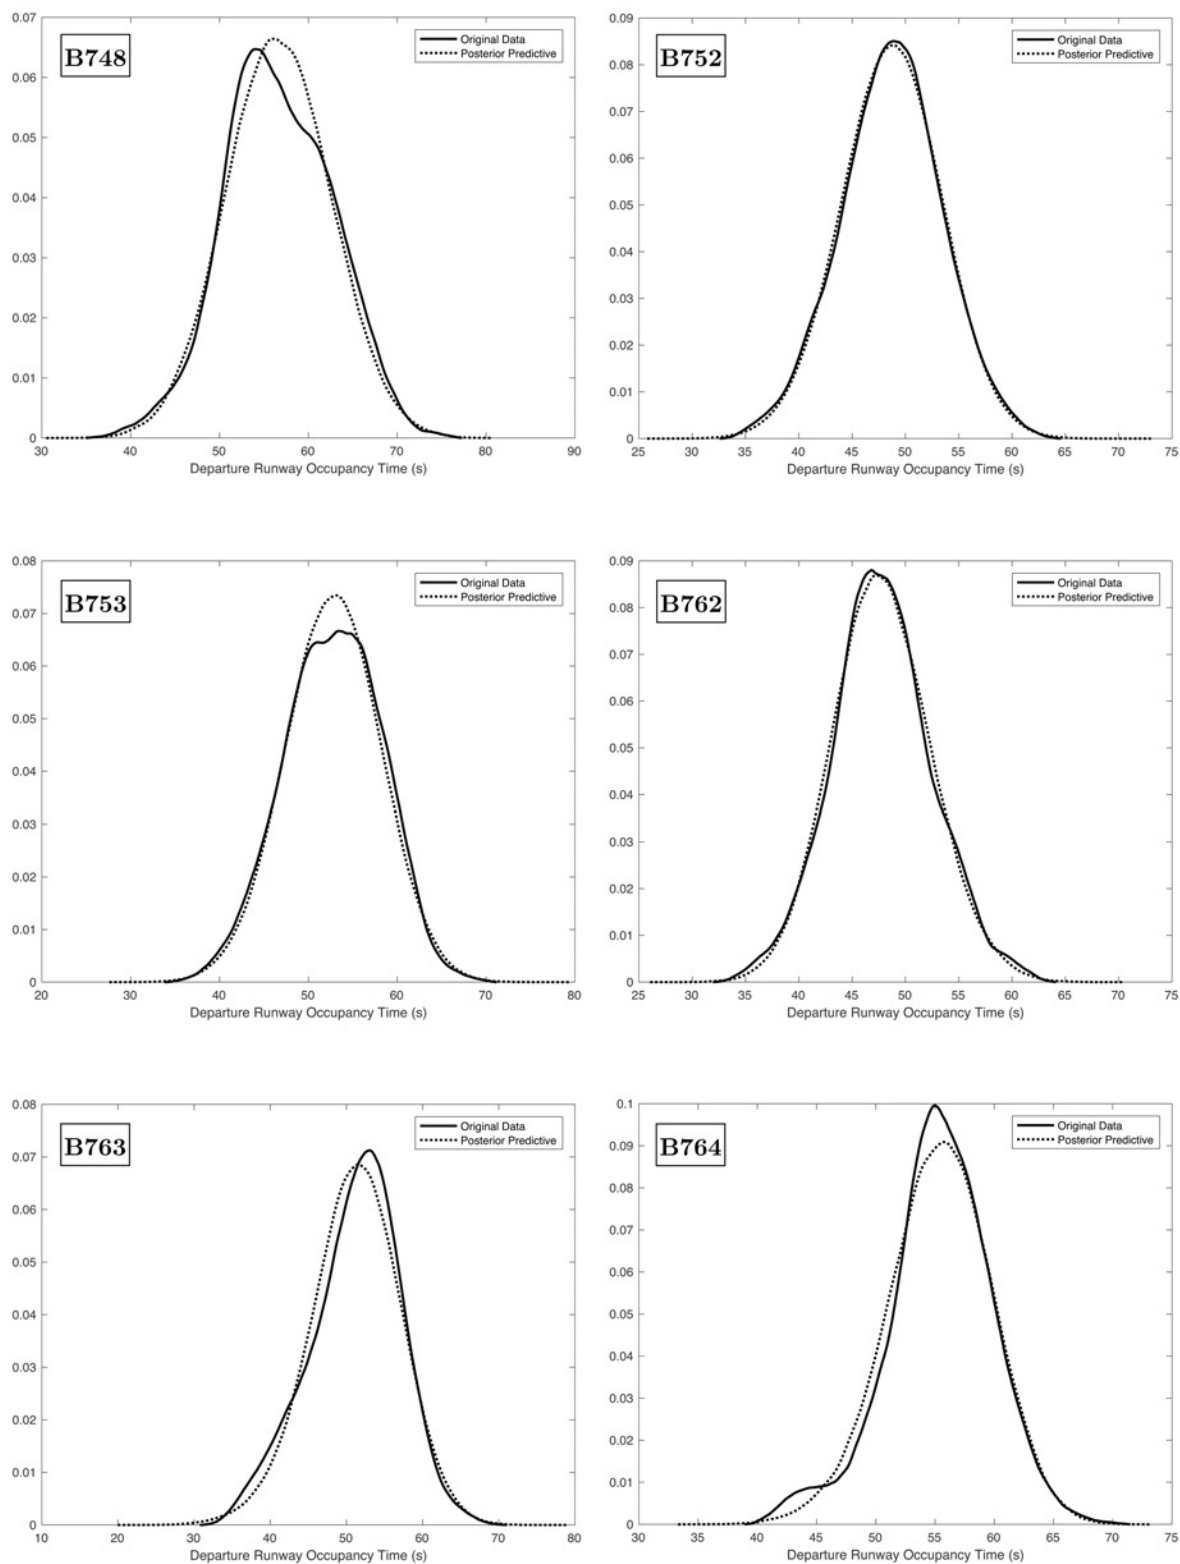 B748
Original Data
Posterior Predictive
0.07
0.06
0.05
0.04
0.03
0.02
0.01
0
30 40 50 60 70 80 90
Departure Runway Occupancy Time (s)
B752
Original Data
Posterior Predictive
0.09
0.08
0.07
0.06
0.05
0.04
0.03
0.02
0.01
0
25 30 35 40 45 50 55 60 65 70 75
Departure Runway Occupancy Time (s)
B753
Original Data
Posterior Predictive
0.08
0.07
0.06
0.05
0.04
0.03
0.02
0.01
0
20 30 40 50 60 70 80
Departure Runway Occupancy Time (s)
B762
Original Data
Posterior Predictive
0.09
0.08
0.07
0.06
0.05
0.04
0.03
0.02
0.01
0
25 30 35 40 45 50 55 60 65 70 75
Departure Runway Occupancy Time (s)
B763
Original Data
Posterior Predictive
0.08
0.07
0.06
0.05
0.04
0.03
0.02
0.01
0
10 20 30 40 50 60 70 80
Departure Runway Occupancy Time (s)
B764
Original Data
Posterior Predictive
0.1
0.09
0.08
0.07
0.06
0.05
0.04
0.03
0.02
0.01
0
30 35 40 45 50 55 60 65 70 75
Departure Runway Occupancy Time (s)